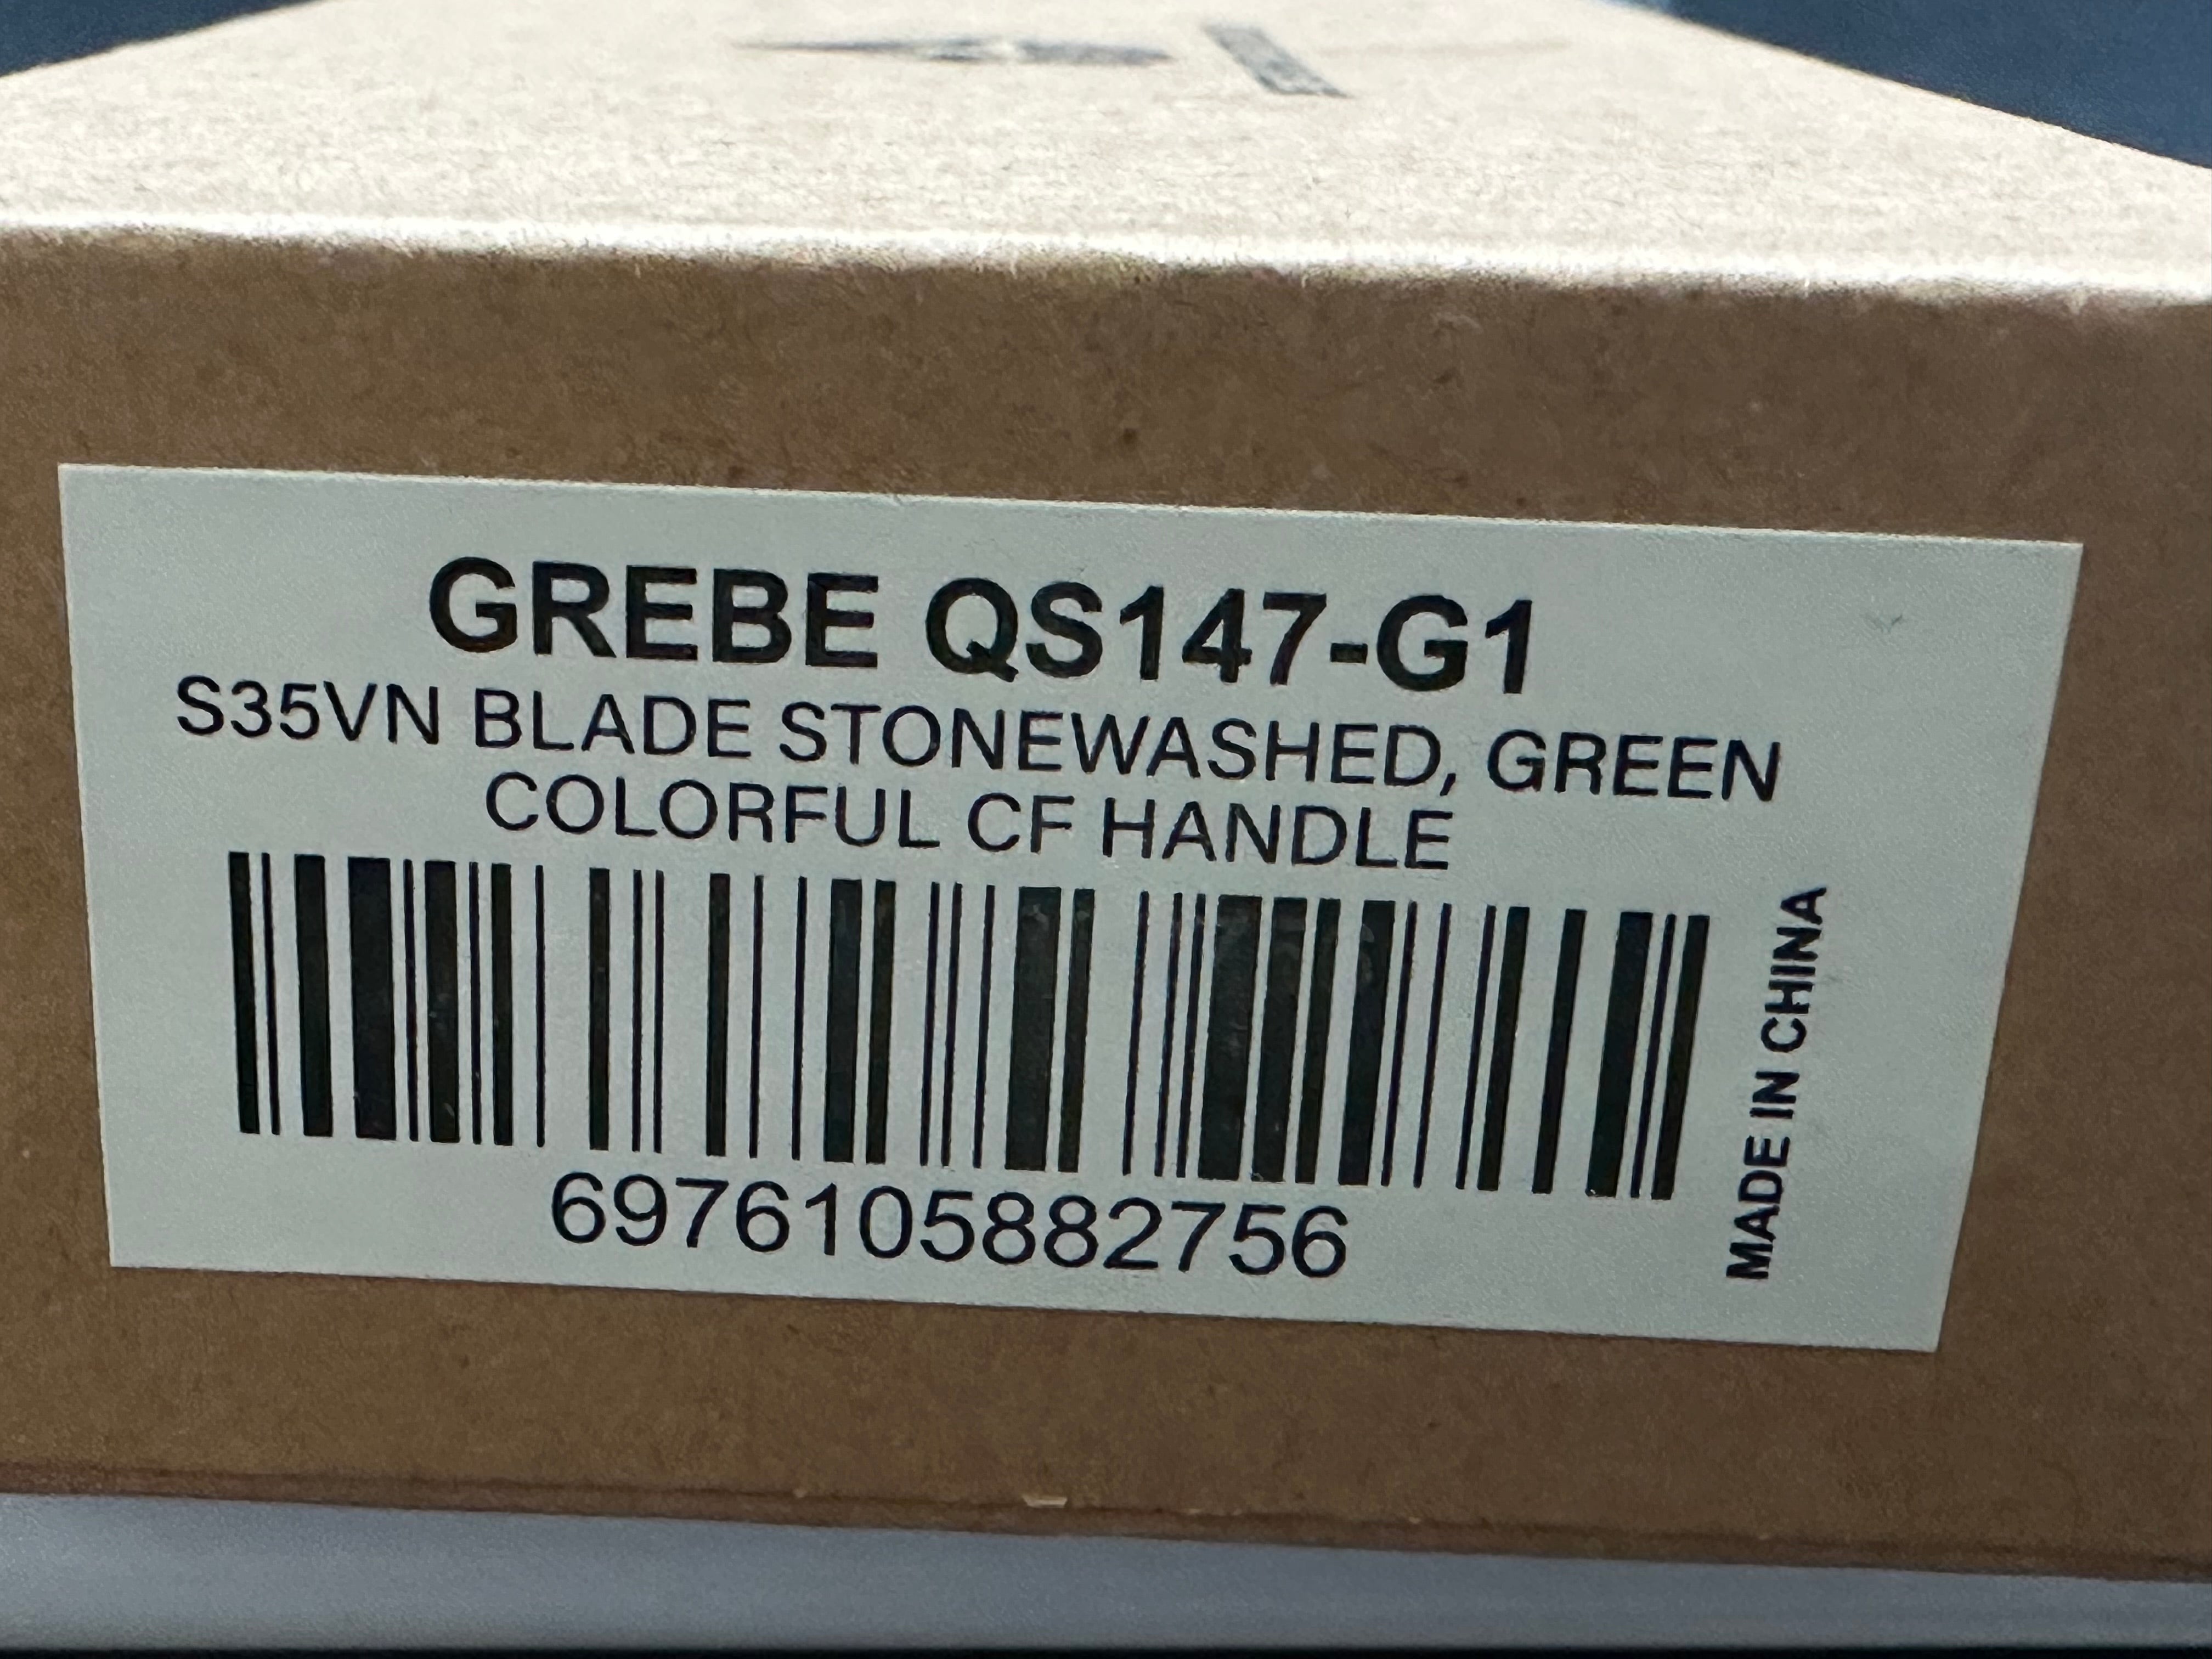 GREBE QS147-G1
S35VN BLADE STONEWASHED, GREEN
COLORFUL CF HANDLE
6976105882756
MADE IN CHINA